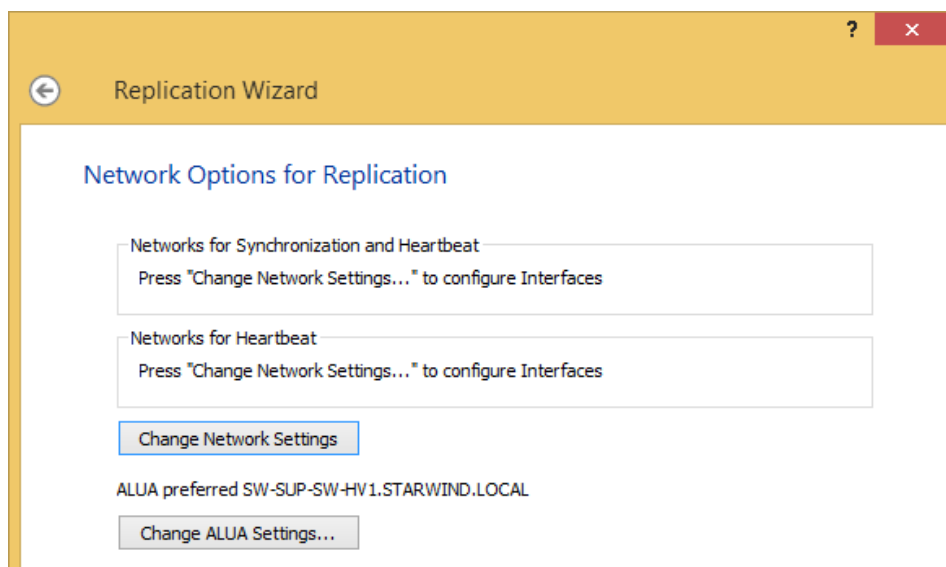 ?
Replication Wizard
Network Options for Replication
Networks for Synchronization and Heartbeat
Press "Change Network Settings..." to configure Interfaces
Networks for Heartbeat
Press "Change Network Settings..." to configure Interfaces
Change Network Settings
ALUA preferred SW-SUP-SW-HV1.STARWIND.LOCAL
Change ALUA Settings...